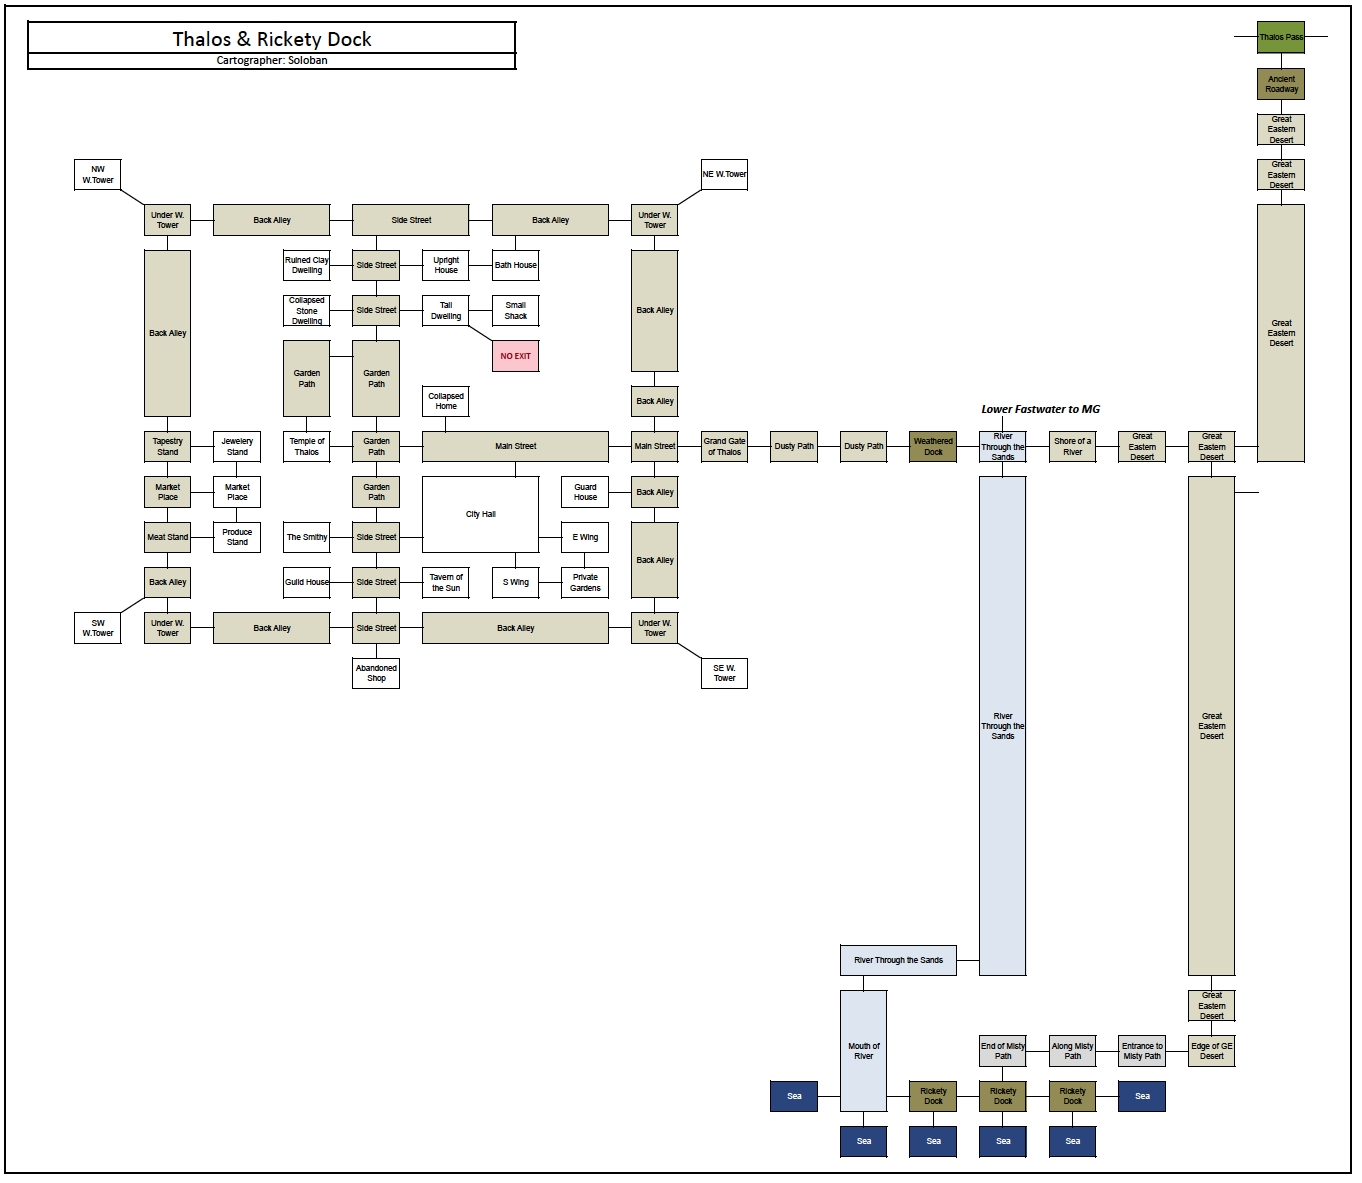 Thalos & Rickety Dock
Cartographer: Soloban
Thalos Pass
Ancient
Roadway
Great
Eastern
Desert
NW
W.Tower
NE W.Tower
Great
Eastern
Desert
Under W.
Tower
Back Alley
Side Street
Back Alley
Under W.
Tower
Ruined Clay
Dwelling
Side Street
Upright
House
Bath House
Collapsed
Stone
Dwelling
Side Street
Tall
Dwelling
Small
Shack
Back Alley
Back Alley
Great
Eastern
Desert
NO EXIT
Garden
Path
Garden
Path
Collapsed
Home
Back Alley
Lower Fastwater to MG
Tapestry
Stand
Jewelery
Stand
Temple of
Thalos
Garden
Path
Main Street
Main Street
Grand Gate
of Thalos
Dusty Path
Dusty Path
Weathered
Dock
River
Through the
Sands
Shore of a
River
Great
Eastern
Desert
Great
Eastern
Desert
Market
Place
Market
Place
Garden
Path
City Hall
Guard
House
Back Alley
Meat Stand
Produce
Stand
The Smithy
Side Street
E Wing
Back Alley
Back Alley
Guild House
Side Street
Tavern of
the Sun
S Wing
Private
Gardens
SW
W.Tower
Under W.
Tower
Back Alley
Side Street
Back Alley
Under W.
Tower
Abandoned
Shop
SE W.
Tower
River
Through the
Sands
Great
Eastern
Desert
River Through the Sands
Great
Eastern
Desert
Mouth of
River
End of Misty
Path
Along Misty
Path
Entrance to
Misty Path
Edge of GE
Desert
Sea
Rickety
Dock
Rickety
Dock
Rickety
Dock
Sea
Sea
Sea
Sea
Sea